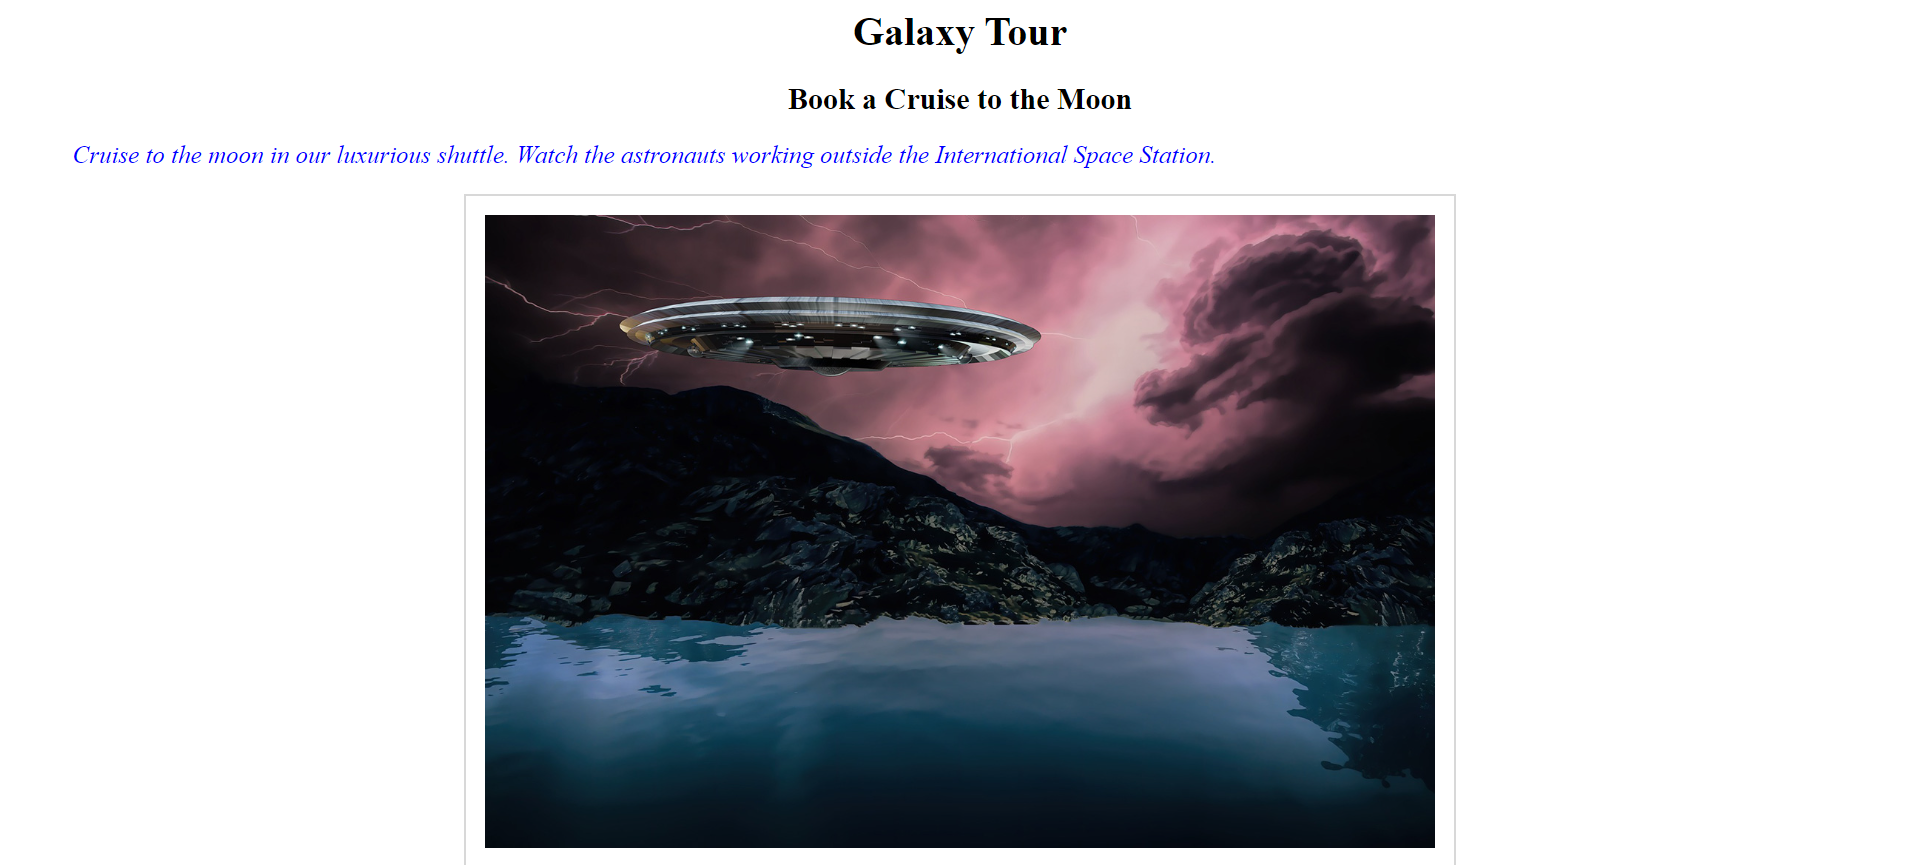 Galaxy Tour
Book a Cruise to the Moon
Cruise to the moon in our luxurious shuttle. Watch the astronauts working outside the International Space Station.